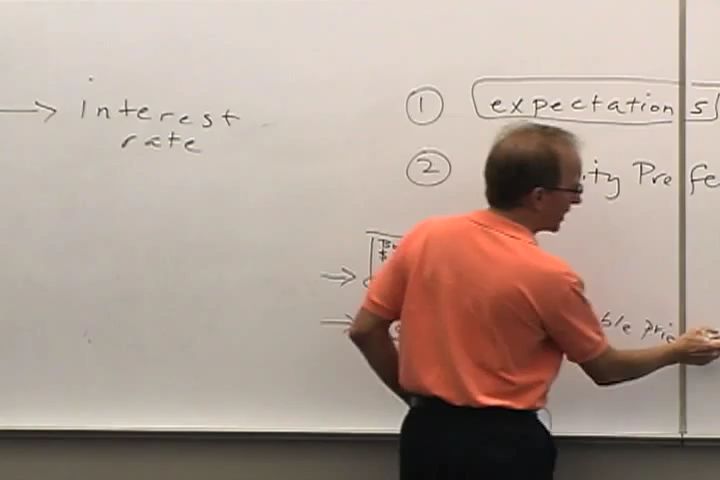 → interest
rate
① expectations
② ity Prefe
→
→ ble pric